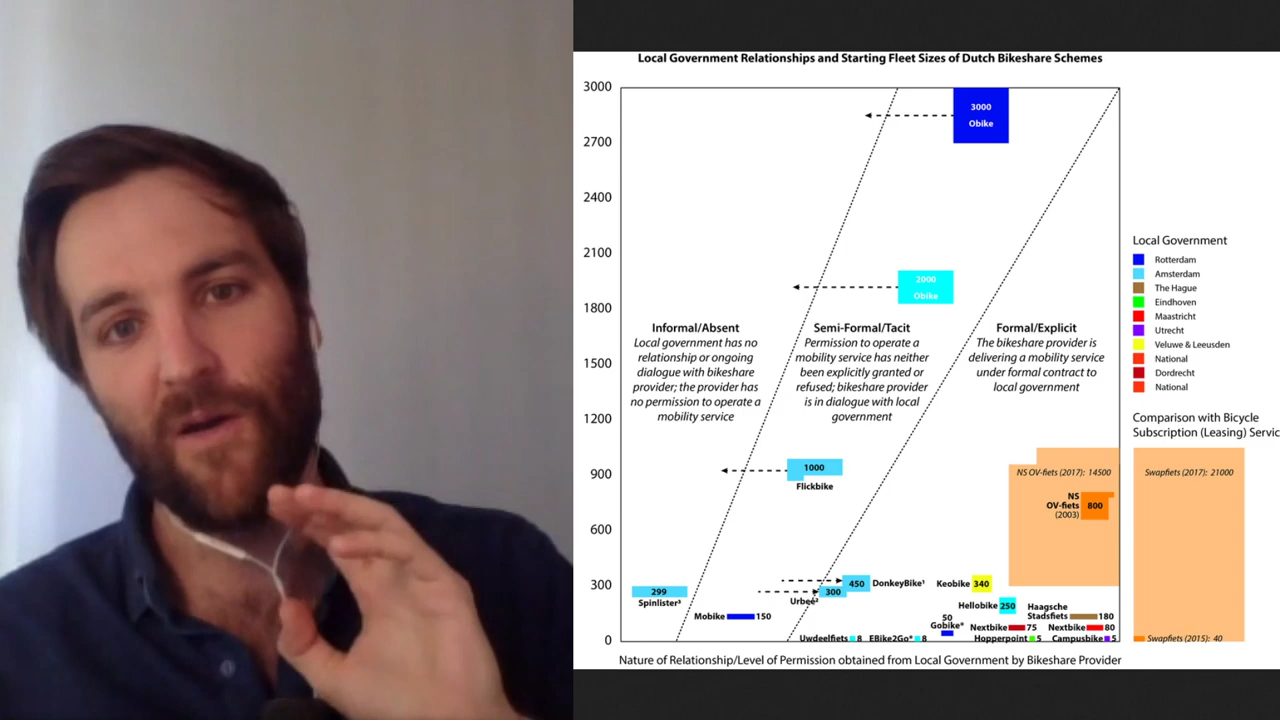 Local Government Relationships and Starting Fleet Sizes of Dutch Bikeshare Schemes
3000
2700
2400
2100
1800
1500
1200
900
600
300
0
3000
Obike
2000
Obike
Informal/Absent
Local government has no
relationship or ongoing
dialogue with bikeshare
provider; the provider has
no permission to operate a
mobility service
Semi-Formal/Tacit
Permission to operate a
mobility service has neither
been explicitly granted or
refused; bikeshare provider
is in dialogue with local
government
Formal/Explicit
The bikeshare provider is
delivering a mobility service
under formal contract to
local government
1000
Flickbike
NS OV-fiets (2017): 14500
NS
OV-fiets
(2003)
800
299
Spinlister³
Mobike 150
450 DonkeyBike¹
300
Urbee²
Keobike 340
Hellobike 250
Haagsche
Stadsfiets 180
50
Gobike*
Nextbike 75
Nextbike 80
Uwdeelfiets 8
EBike2Go* 8
Hopperpoint 5
Campusbike 5
Nature of Relationship/Level of Permission obtained from Local Government by Bikeshare Provider
Local Government
Rotterdam
Amsterdam
The Hague
Eindhoven
Maastricht
Utrecht
Veluwe & Leeusden
National
Dordrecht
National
Comparison with Bicycle
Subscription (Leasing) Servic
Swapfiets (2017): 21000
Swapfiets (2015): 40